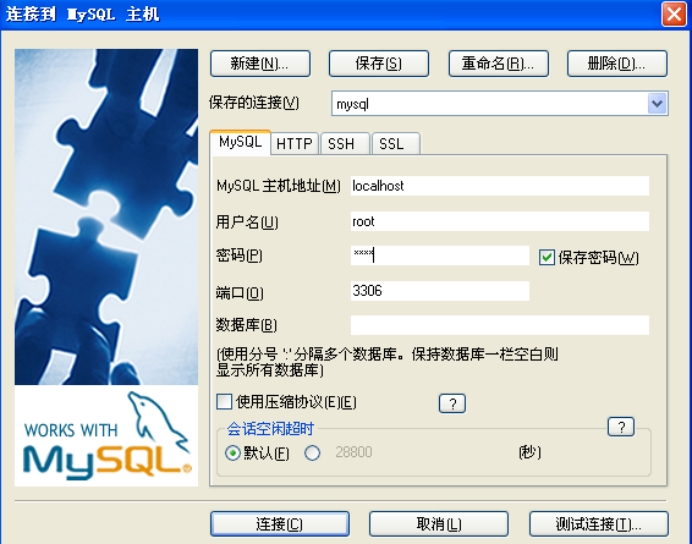 连接到 MySQL 主机
新建(N)...
保存(S)
重命名(R)...
删除(D)...
保存的连接(V)
mysql
MySQL
HTTP
SSH
SSL
MySQL 主机地址(M)
localhost
用户名(U)
root
密码(P)
****
保存密码(W)
端口(O)
3306
数据库(B)
(使用分号 ';' 分隔多个数据库。保持数据库一栏空白则
显示所有数据库)
使用压缩协议(E)(E)
?
会话空闲超时
?
默认(F)
28800
(秒)
WORKS WITH
MySQL®
连接(C)
取消(L)
测试连接(T)...